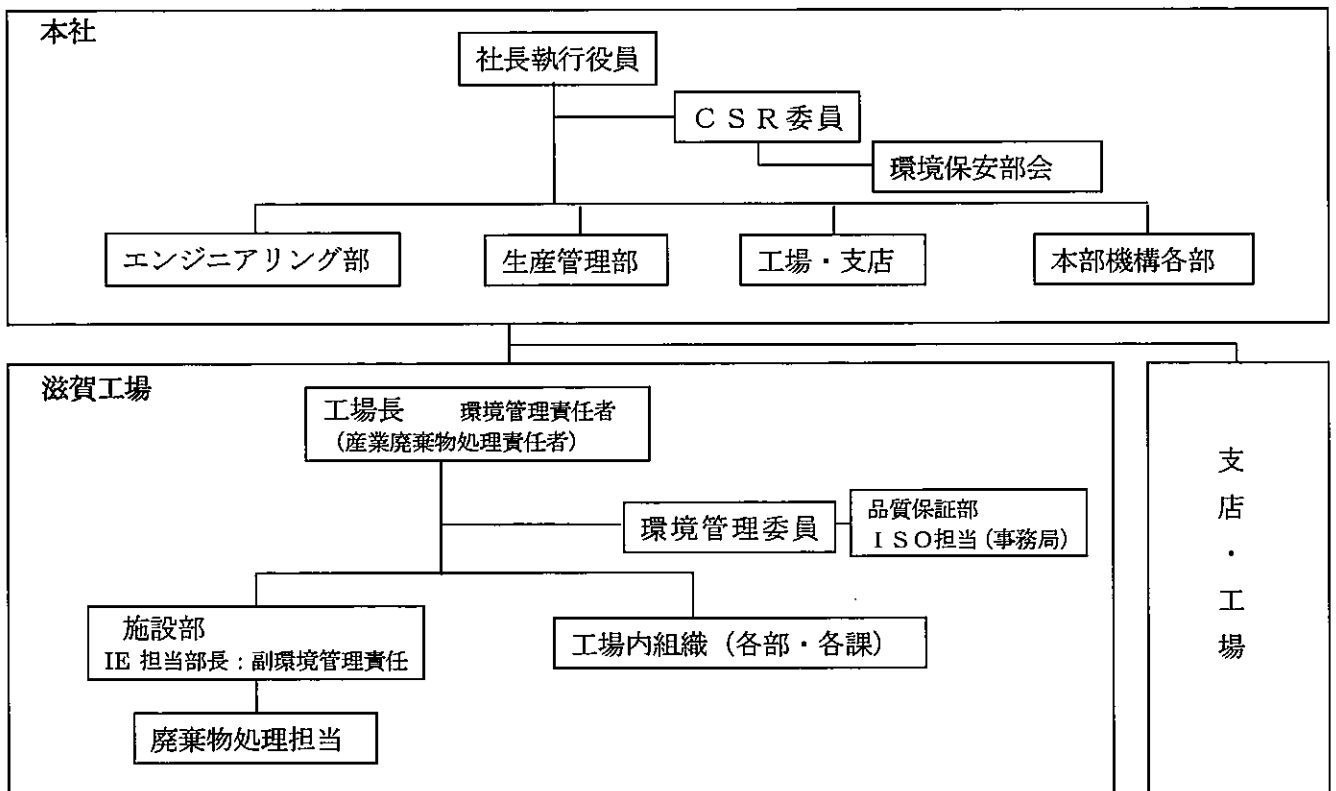 本社
社長執行役員
ＣＳＲ委員
環境保安部会
エンジニアリング部
生産管理部
工場・支店
本部機構各部
滋賀工場
工場長　環境管理責任者
（産業廃棄物処理責任者）
環境管理委員
品質保証部
ＩＳＯ担当（事務局）
施設部
IE 担当部長：副環境管理責任
工場内組織（各部・各課）
廃棄物処理担当
支店・工場